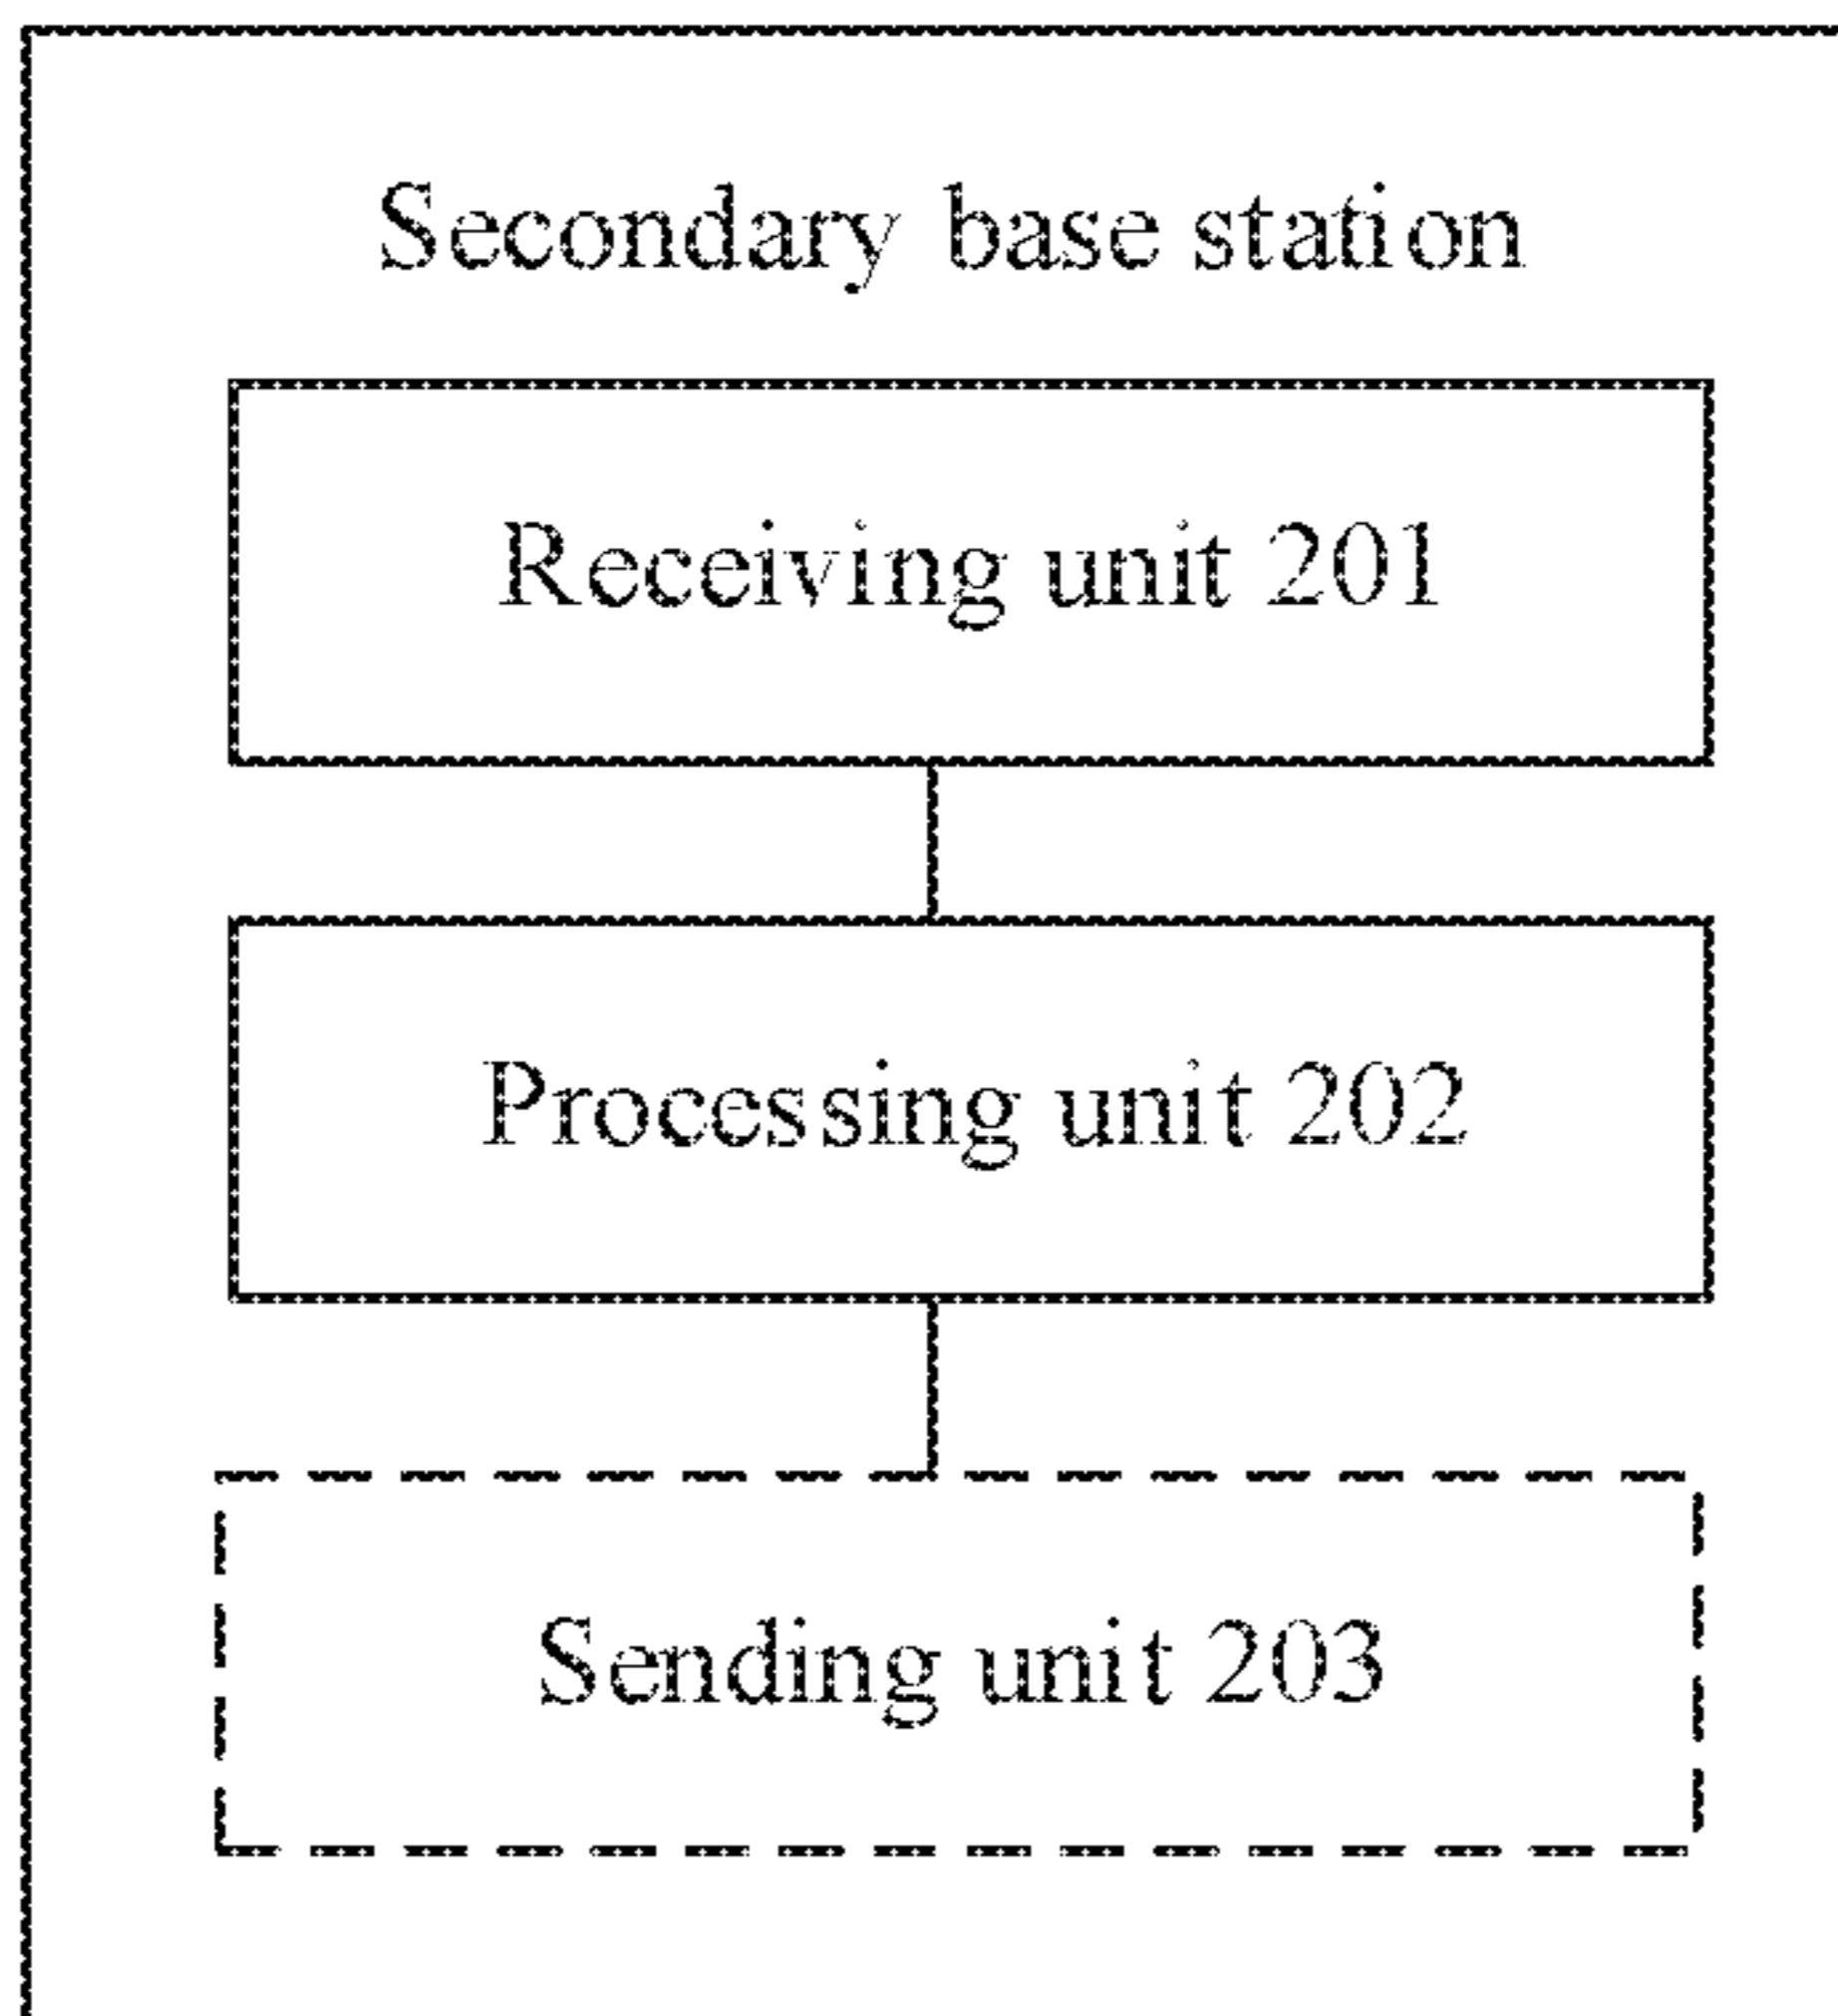 Secondary base station
Receiving unit 201
Processing unit 202
Sending unit 203